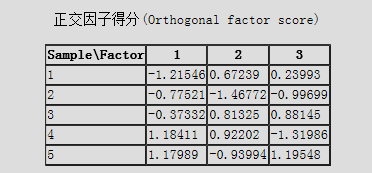 正交因子得分(Orthogonal factor score)
Sample\Factor 1 2 3
1 -1.21546 0.67239 0.23993
2 -0.77521 -1.46772 -0.99699
3 -0.37332 0.81325 0.88145
4 1.18411 0.92202 -1.31986
5 1.17989 -0.93994 1.19548